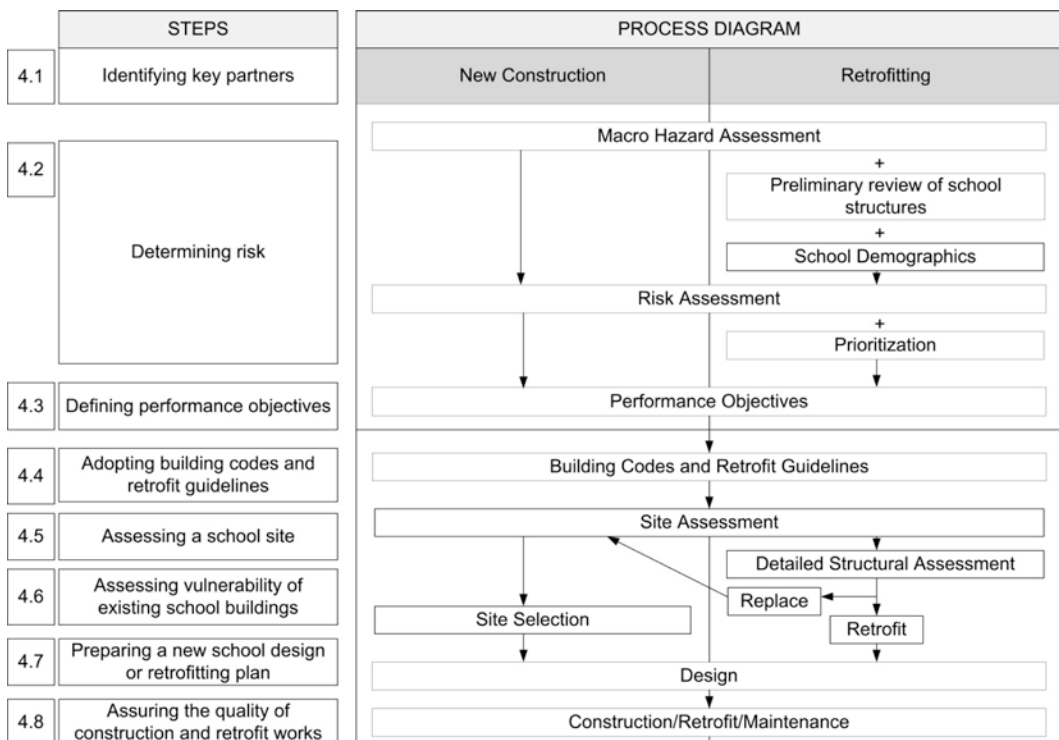 STEPS
PROCESS DIAGRAM
4.1
Identifying key partners
New Construction
Retrofitting
4.2
Determining risk
Macro Hazard Assessment
+
Preliminary review of school
structures
+
School Demographics
Risk Assessment
+
Prioritization
4.3
Defining performance objectives
Performance Objectives
4.4
Adopting building codes and
retrofit guidelines
Building Codes and Retrofit Guidelines
4.5
Assessing a school site
Site Assessment
Detailed Structural Assessment
4.6
Assessing vulnerability of
existing school buildings
Replace
Site Selection
Retrofit
4.7
Preparing a new school design
or retrofitting plan
Design
4.8
Assuring the quality of
construction and retrofit works
Construction/Retrofit/Maintenance